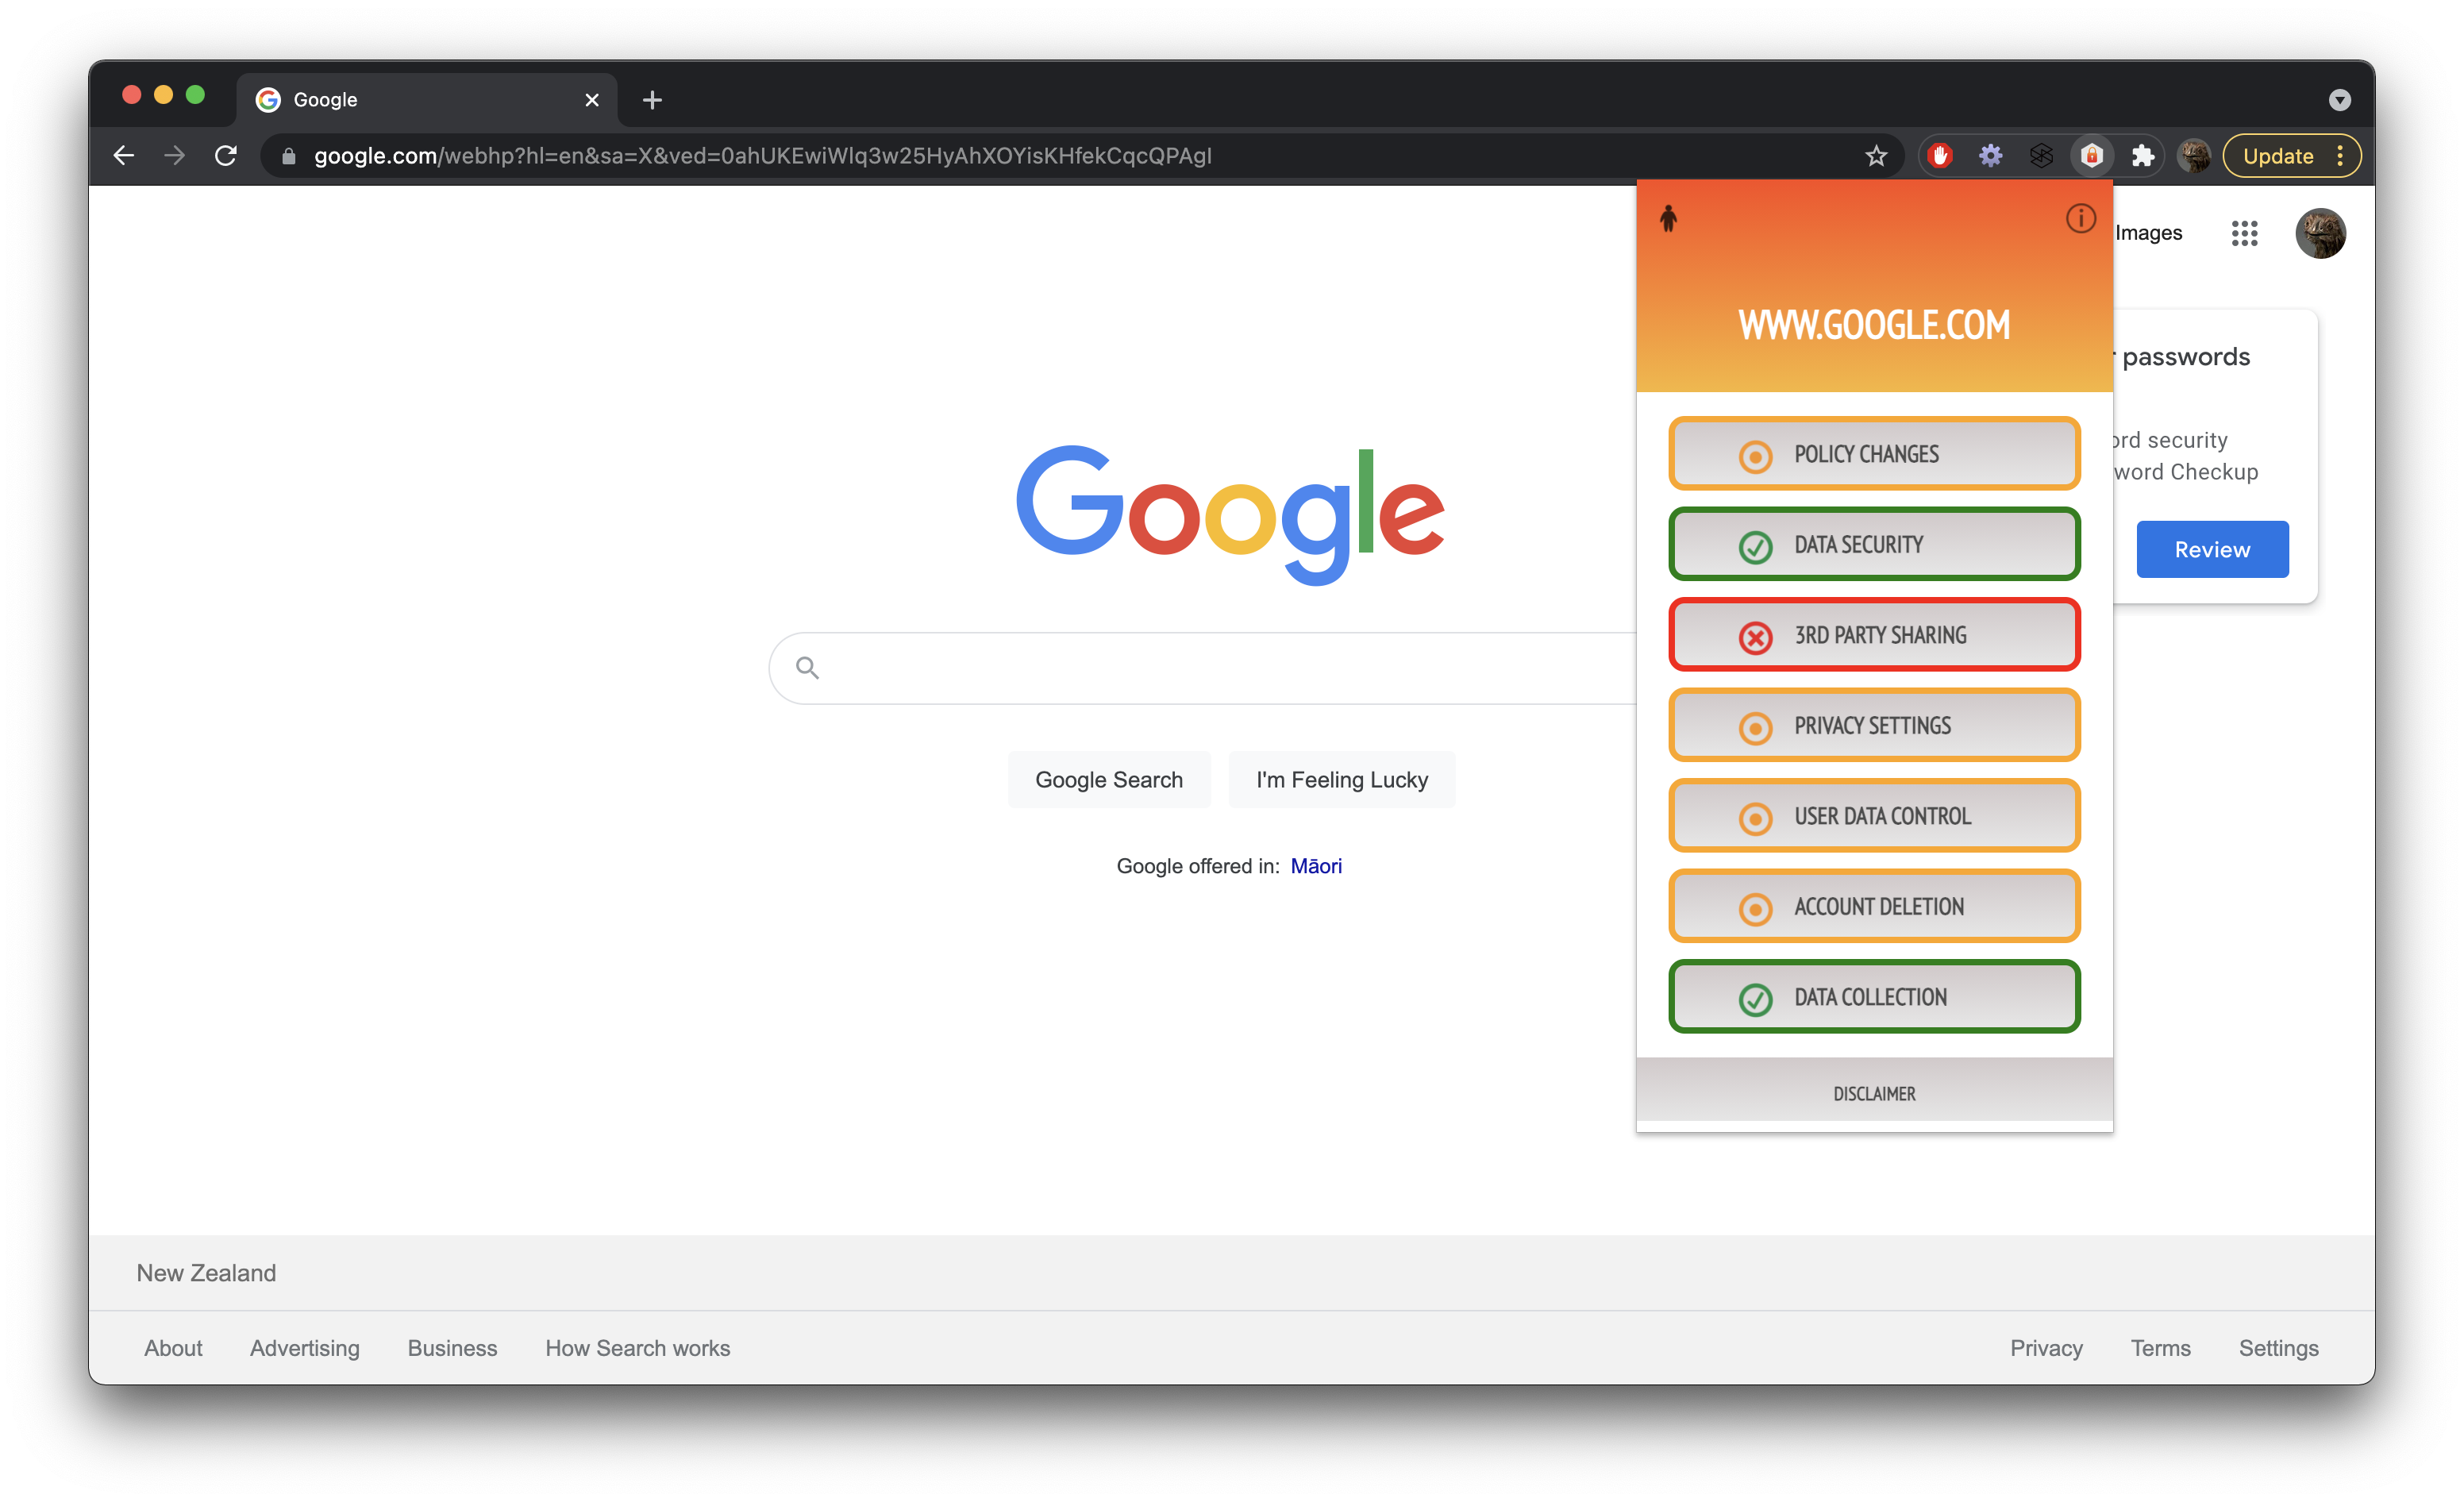 Google
google.com/webhp?hl=en&sa=X&ved=0ahUKEwiWlq3w25HyAhXOYisKHfekCqcQPAgI
Update
Images
WWW.GOOGLE.COM
passwords
POLICY CHANGES
security
DATA SECURITY
Checkup
Review
Google
3RD PARTY SHARING
PRIVACY SETTINGS
Google Search
I'm Feeling Lucky
USER DATA CONTROL
Google offered in: Māori
ACCOUNT DELETION
DATA COLLECTION
DISCLAIMER
New Zealand
About
Advertising
Business
How Search works
Privacy
Terms
Settings